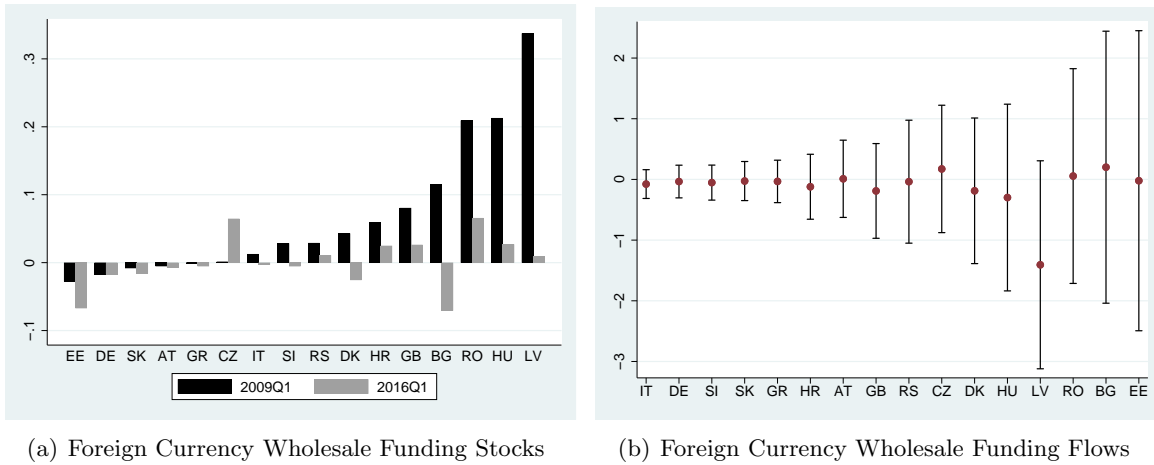 .3
.2
.1
0
−.1
EE DE SK AT GR CZ IT SI RS DK HR GB BG RO HU LV
2009Q1 2016Q1
2
1
0
−1
−2
−3
IT DE SI SK GR HR AT GB RS CZ DK HU LV RO BG EE
(a) Foreign Currency Wholesale Funding Stocks
(b) Foreign Currency Wholesale Funding Flows